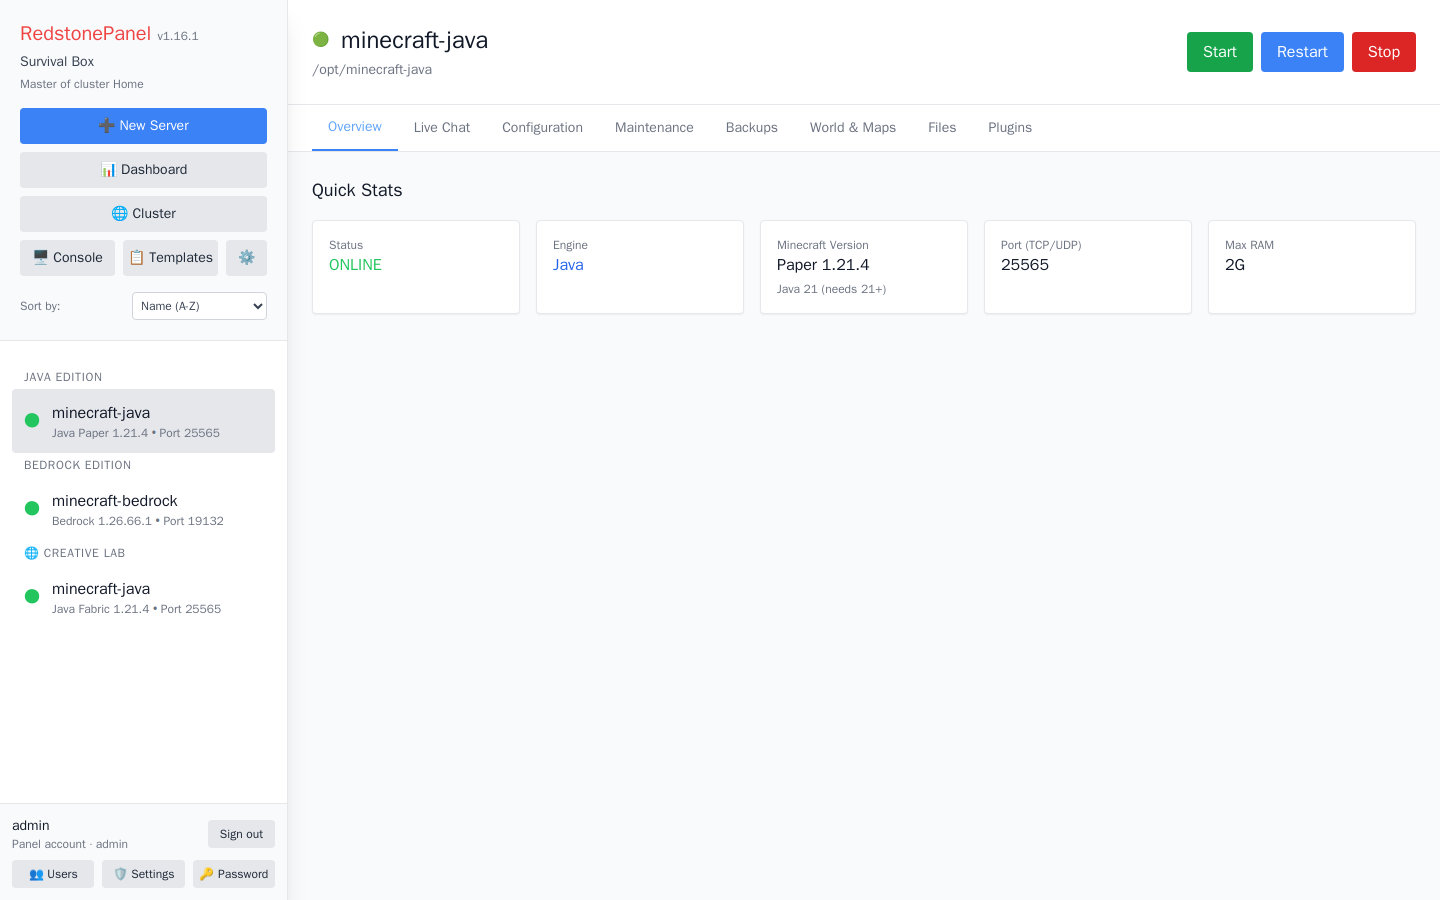 RedstonePanel v1.16.1
Survival Box
Master of cluster Home
➕ New Server
📊 Dashboard
🌐 Cluster
🖥️ Console
📋 Templates
⚙️
Sort by:
Name (A-Z)
JAVA EDITION
minecraft-java
Java Paper 1.21.4 • Port 25565
BEDROCK EDITION
minecraft-bedrock
Bedrock 1.26.66.1 • Port 19132
🌐 CREATIVE LAB
minecraft-java
Java Fabric 1.21.4 • Port 25565
admin
Panel account · admin
Sign out
👥 Users
🛡️ Settings
🔑 Password
minecraft-java
/opt/minecraft-java
Start
Restart
Stop
Overview
Live Chat
Configuration
Maintenance
Backups
World & Maps
Files
Plugins
Quick Stats
Status
ONLINE
Engine
Java
Minecraft Version
Paper 1.21.4
Java 21 (needs 21+)
Port (TCP/UDP)
25565
Max RAM
2G